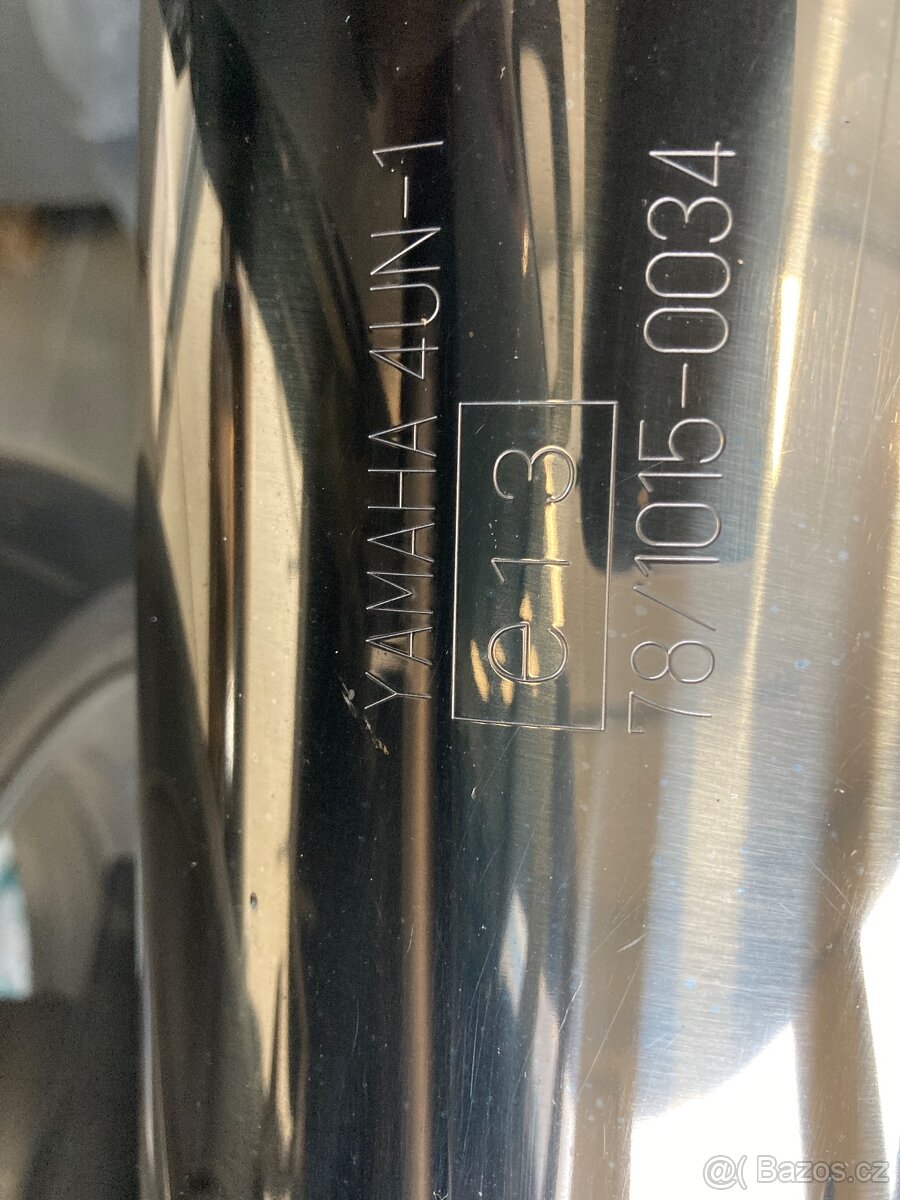 YAMAHA 4UN-1
e13
78/1015-0034
@( Bazos.cz